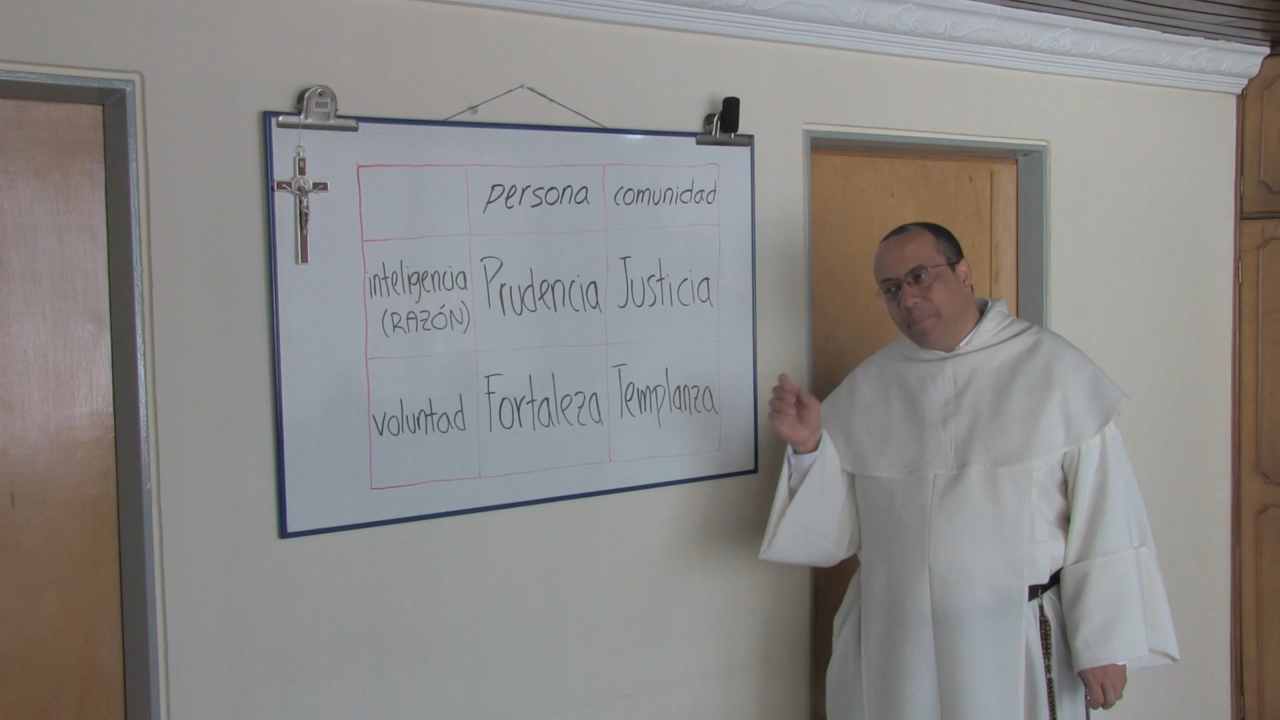 persona comunidad
inteligencia Prudencia Justicia
(RAZÓN)
voluntad Fortaleza Templanza